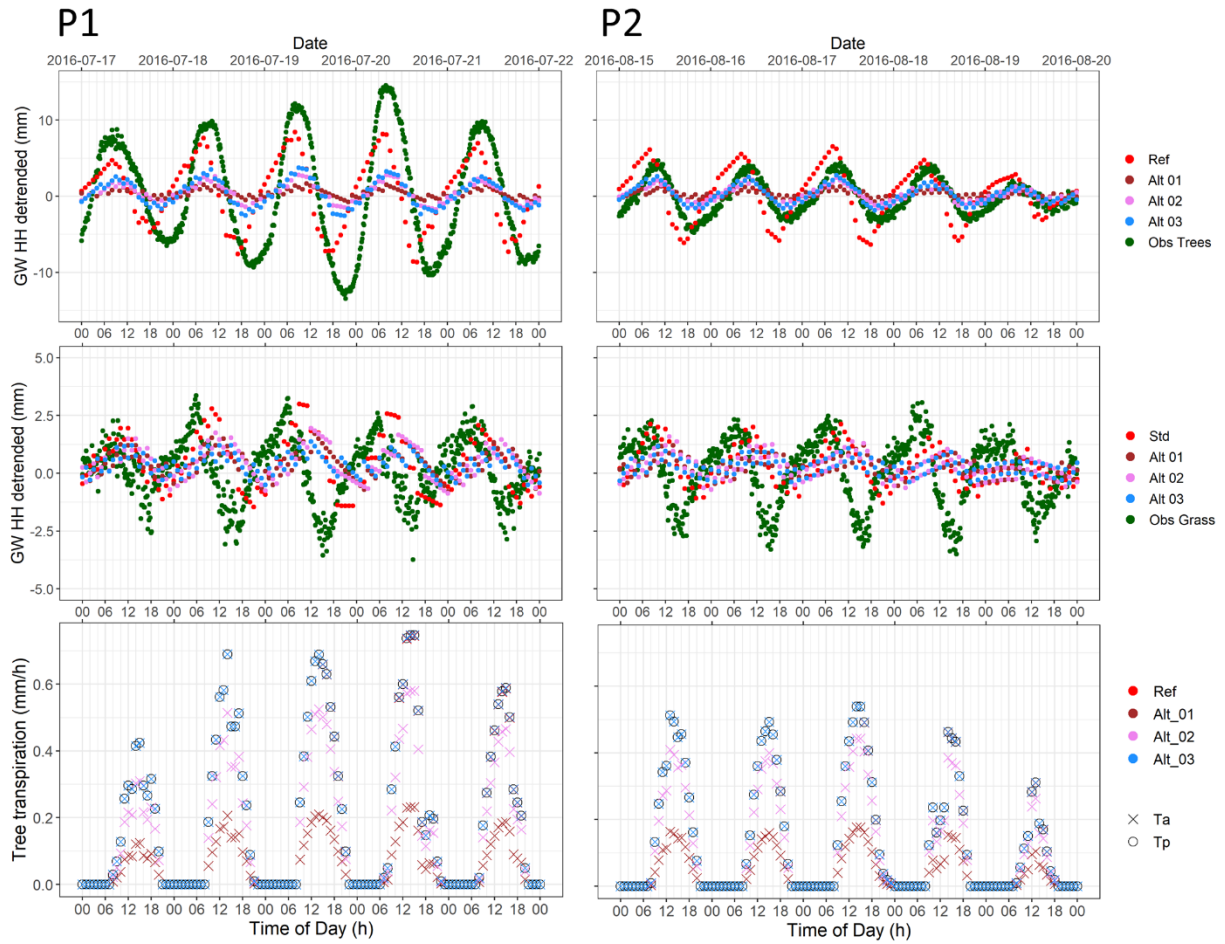 P1 P2
Date Date
2016-07-17 2016-07-18 2016-07-19 2016-07-20 2016-07-21 2016-07-22 2016-08-15 2016-08-16 2016-08-17 2016-08-18 2016-08-19 2016-08-20
GW HH detrended (mm)
10
0
-10
00 06 12 18 00 06 12 18 00 06 12 18 00 06 12 18 00 06 12 18 00
GW HH detrended (mm)
00 06 12 18 00 06 12 18 00 06 12 18 00 06 12 18 00 06 12 18 00
Ref
Alt 01
Alt 02
Alt 03
Obs Trees
GW HH detrended (mm)
5.0
2.5
0.0
-2.5
-5.0
00 06 12 18 00 06 12 18 00 06 12 18 00 06 12 18 00 06 12 18 00
GW HH detrended (mm)
00 06 12 18 00 06 12 18 00 06 12 18 00 06 12 18 00 06 12 18 00
Std
Alt 01
Alt 02
Alt 03
Obs Grass
Tree transpiration (mm/h)
0.6
0.4
0.2
0.0
00 06 12 18 00 06 12 18 00 06 12 18 00 06 12 18 00 06 12 18 00
Time of Day (h)
00 06 12 18 00 06 12 18 00 06 12 18 00 06 12 18 00 06 12 18 00
Time of Day (h)
Ref
Alt_01
Alt_02
Alt_03
Ta
Tp